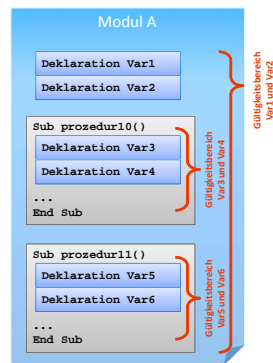 Modul A
Deklaration Var1
Deklaration Var2
Gültigkeitsbereich
Var1 und Var2
Sub prozedur10()
Deklaration Var3
Deklaration Var4
...
End Sub
Gültigkeitsbereich
Var3 und Var4
Sub prozedur11()
Deklaration Var5
Deklaration Var6
...
End Sub
Gültigkeitsbereich
Var5 und Var6